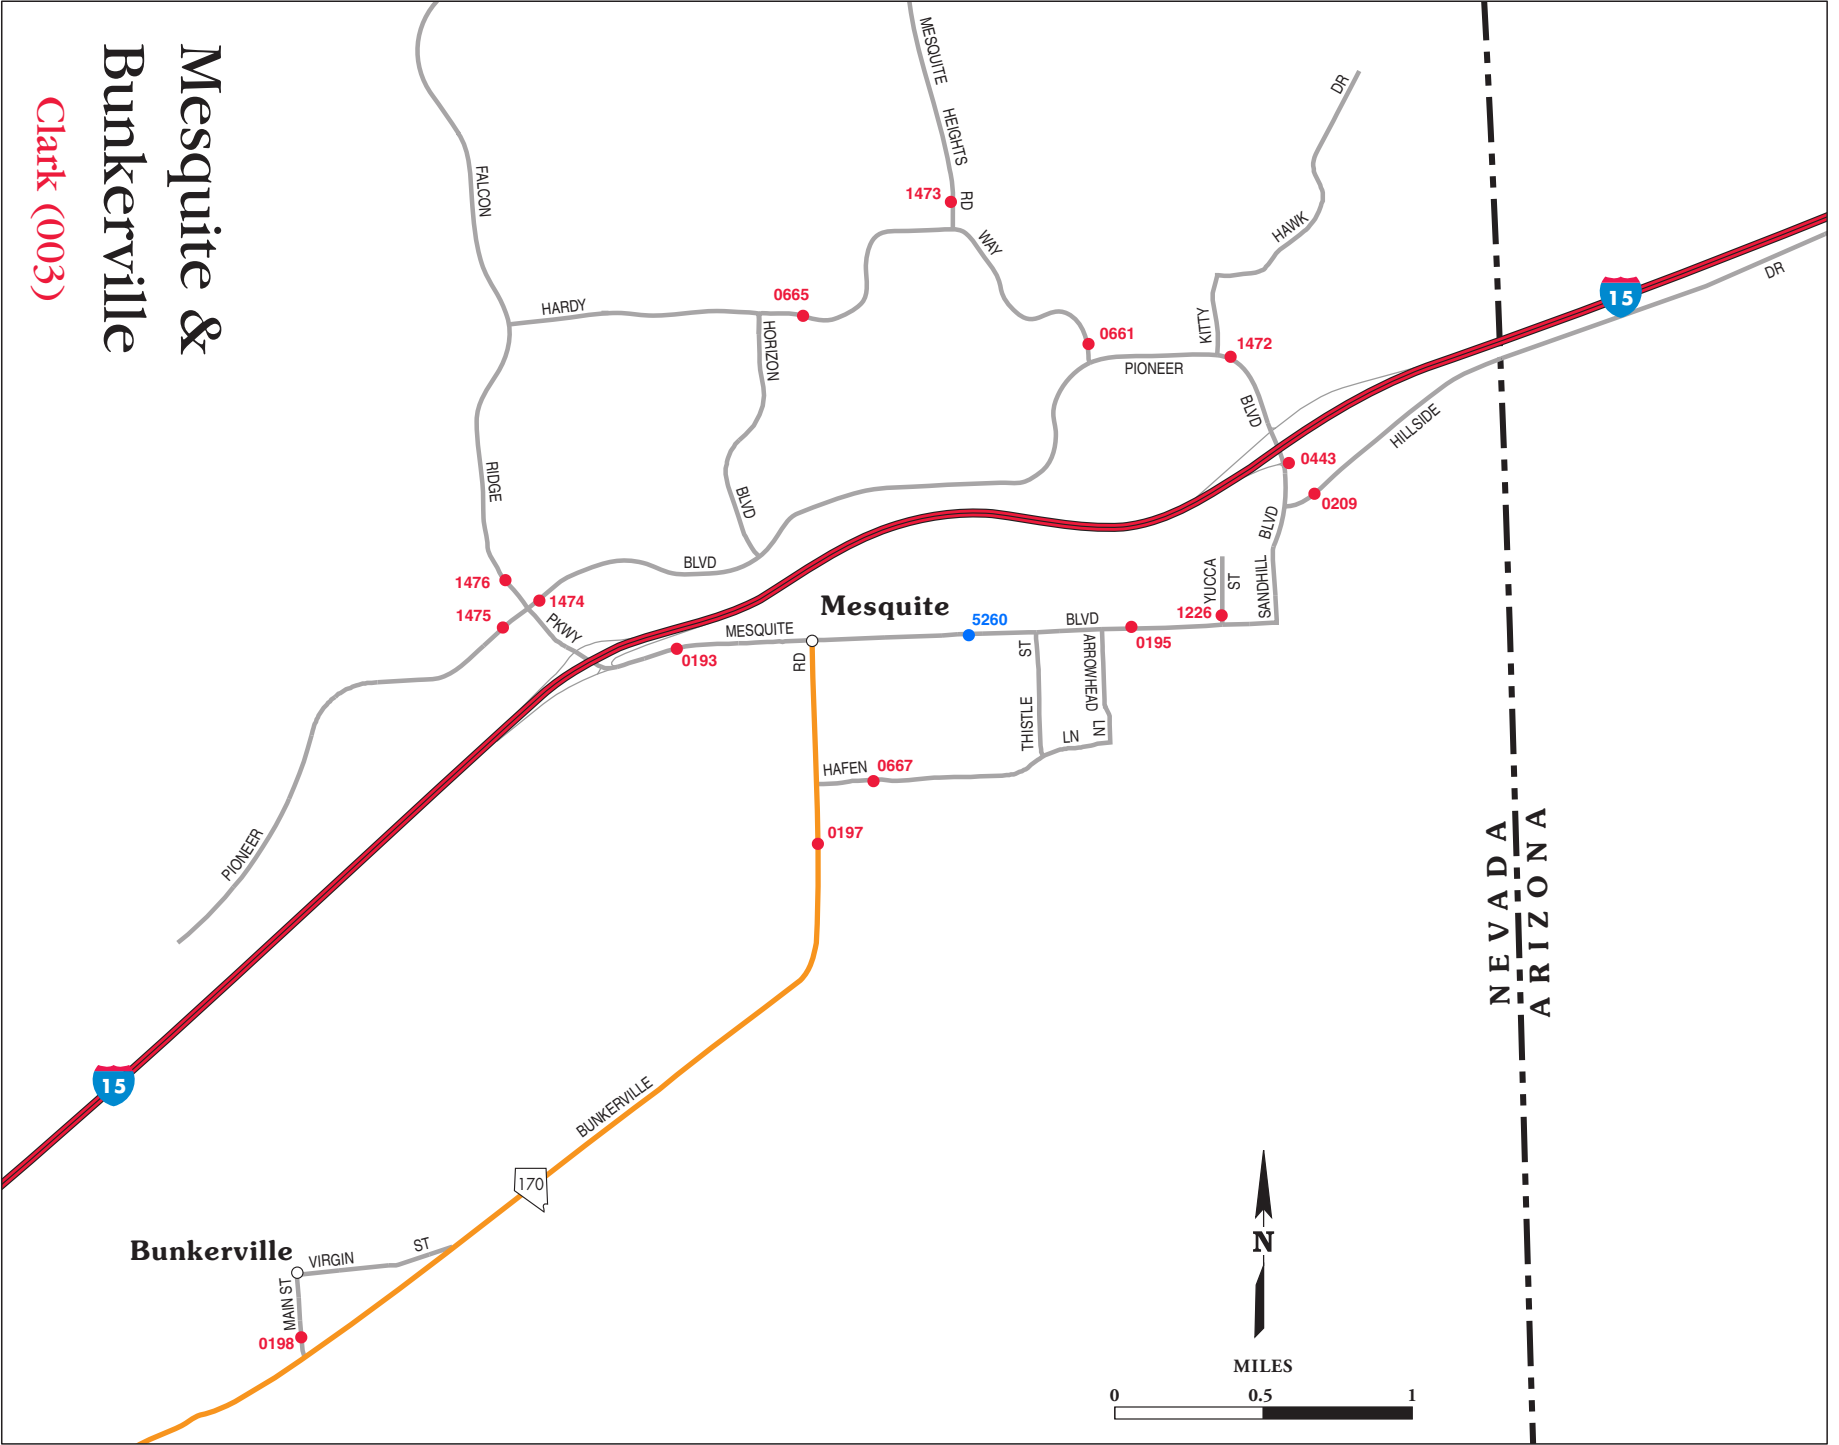 Mesquite &
Bunkerville
Clark (003)
MESQUITE HEIGHTS RD
1473
WAY
DR
HAWK
KITTY
FALCON
HARDY
0665
HORIZON
BLVD
0661
PIONEER
1472
BLVD
15
DR
HILLSIDE
0443
0209
BLVD
SANDHILL
RIDGE
1476
1474
1475
PKWY
BLVD
Mesquite
MESQUITE
0193
RD
5260
BLVD
0195
1226
YUCCA
ST
ST
THISTLE
ARROWHEAD
LN
LN
HAFEN
0667
0197
PIONEER
NEVADA
ARIZONA
15
BUNKERVILLE
170
Bunkerville
VIRGIN
ST
MAIN ST
0198
N
MILES
0 0.5 1